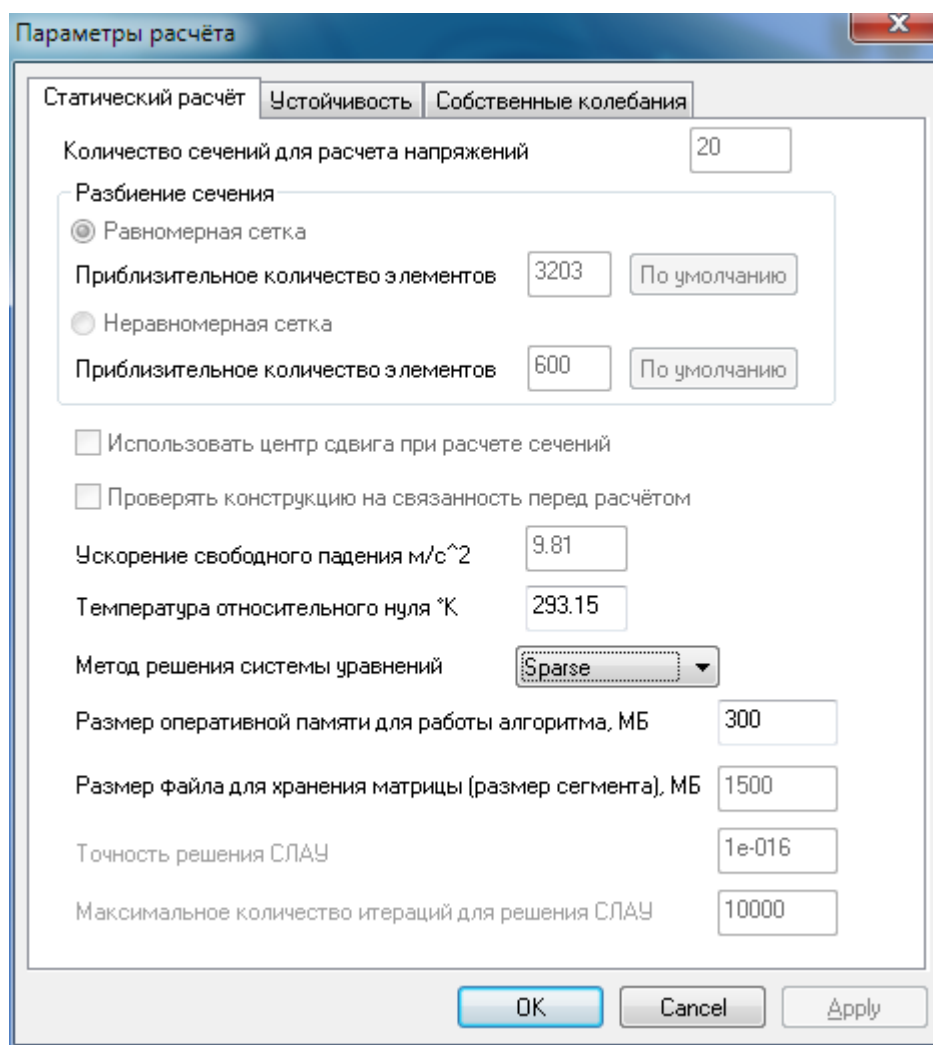 Параметры расчёта
x
Статический расчёт Устойчивость Собственные колебания
Количество сечений для расчета напряжений 20
Разбиение сечения
Равномерная сетка
Приблизительное количество элементов 3203 По умолчанию
Неравномерная сетка
Приблизительное количество элементов 600 По умолчанию
Использовать центр сдвига при расчете сечений
Проверять конструкцию на связанность перед расчётом
Ускорение свободного падения м/с^2 9.81
Температура относительного нуля °К 293.15
Метод решения системы уравнений Sparse
Размер оперативной памяти для работы алгоритма, МБ 300
Размер файла для хранения матрицы (размер сегмента), МБ 1500
Точность решения СЛАУ 1e-016
Максимальное количество итераций для решения СЛАУ 10000
OK Cancel Apply